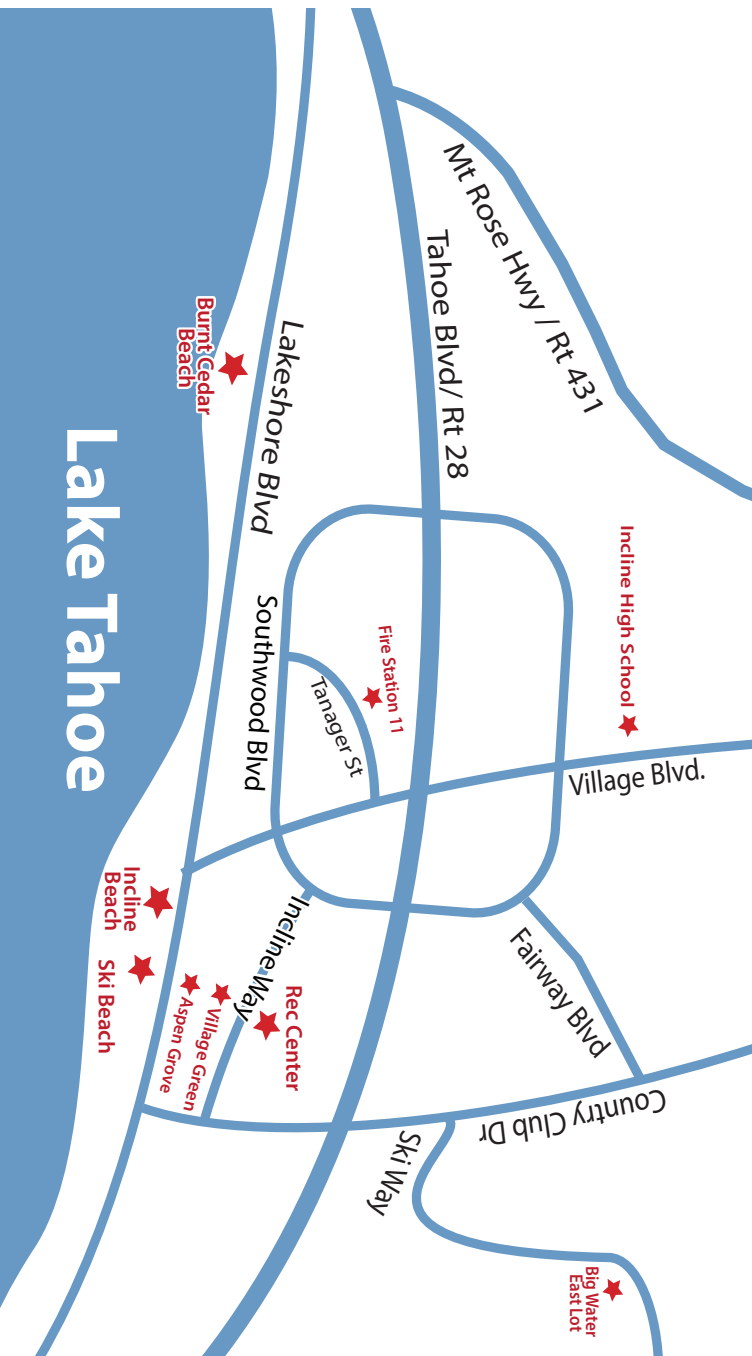 Mt Rose Hwy / Rt 431
Tahoe Blvd/ Rt 28
Lakeshore Blvd
Burnt Cedar
Beach
Lake Tahoe
Incline High School
Fire Station 11
Tanager St
Southwood Blvd
Village Blvd.
Incline
Beach
Ski Beach
Incline Way
Rec Center
Village Green
Aspen Grove
Fairway Blvd
Country Club Dr
Ski Way
Big Water
East Lot